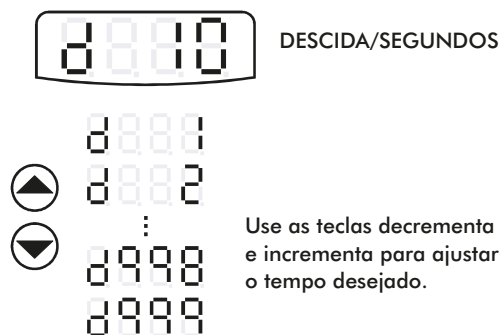 d 10
DESCIDA/SEGUNDOS
d 1
d 2
Use as teclas decrementa
e incrementa para ajustar
o tempo desejado.
d998
d999